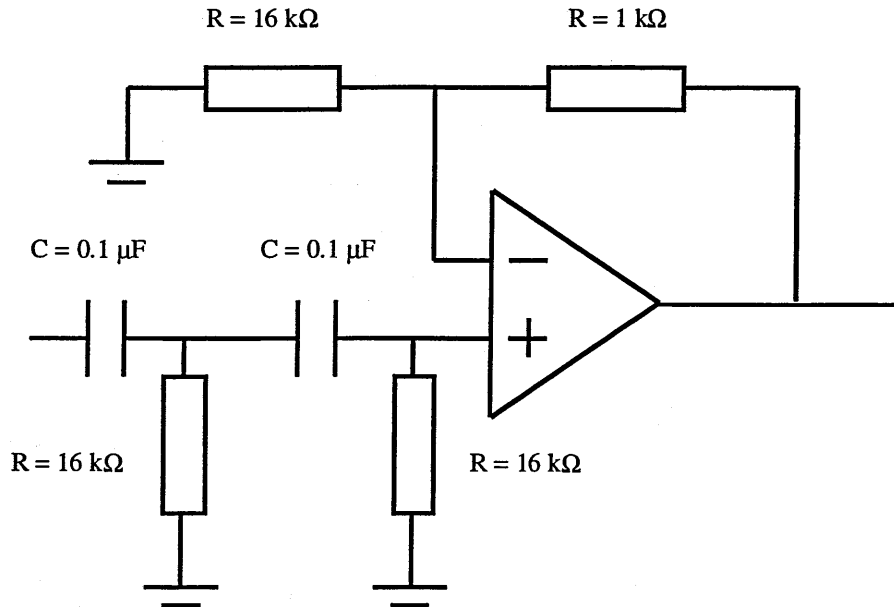 R = 16 kΩ
R = 1 kΩ
C = 0.1 µF
C = 0.1 µF
R = 16 kΩ
R = 16 kΩ